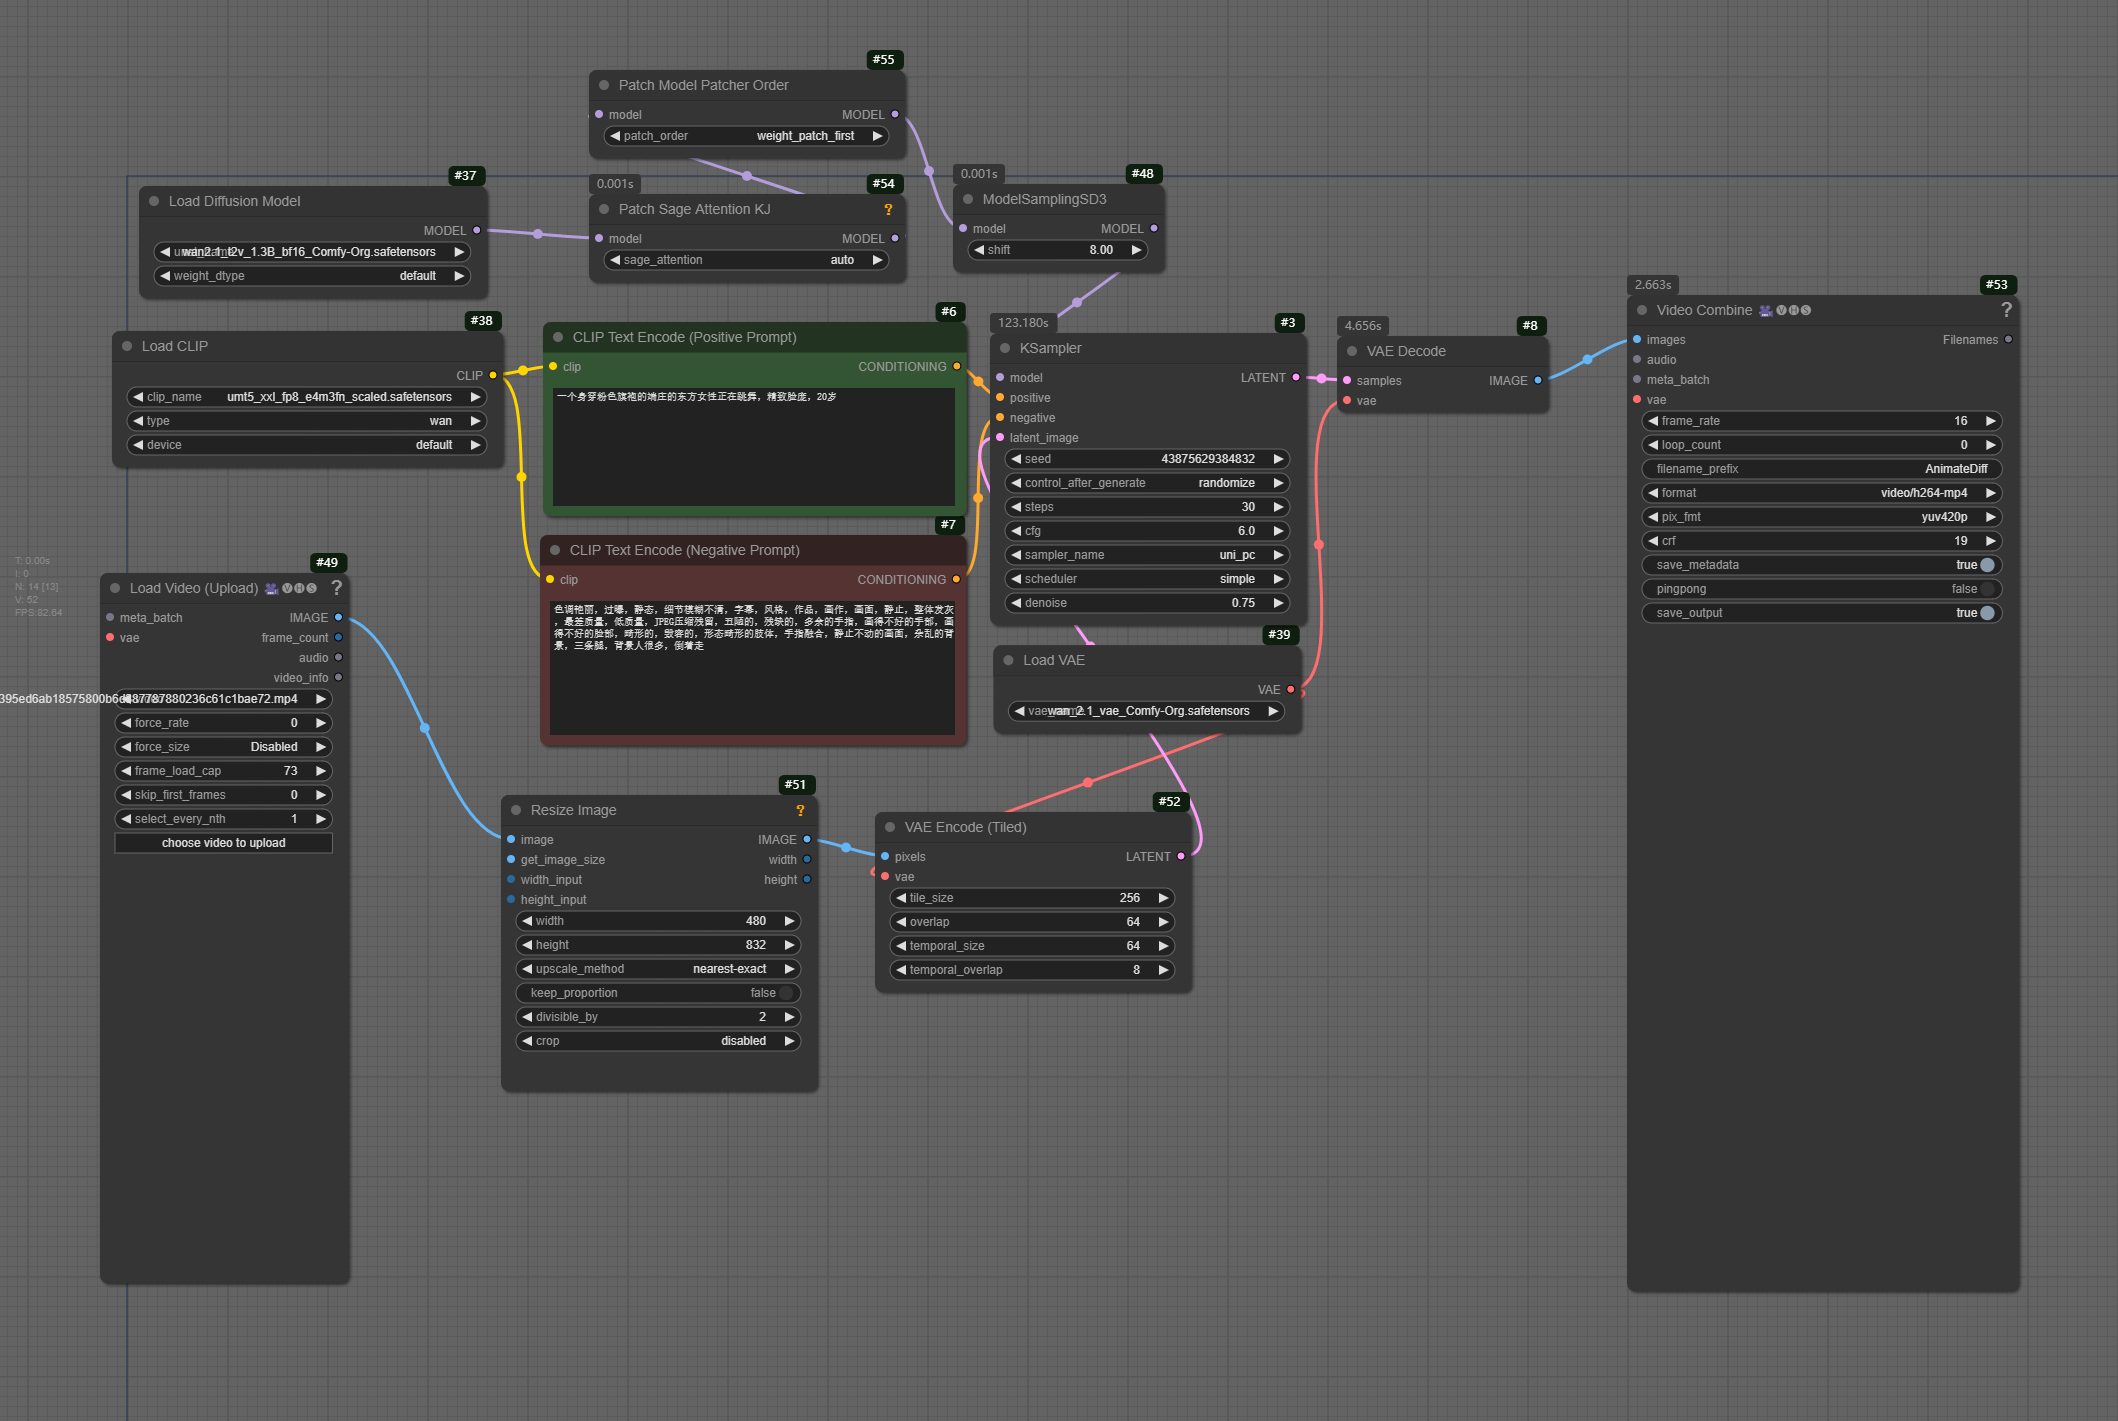 #55
Patch Model Patcher Order
model MODEL
patch_order weight_patch_first
#37
Load Diffusion Model
MODEL
wan2.1_t2v_1.3B_bf16_Comfy-Org.safetensors
weight_dtype default
0.001s #54
Patch Sage Attention KJ ?
model MODEL
sage_attention auto
0.001s #48
ModelSamplingSD3
model MODEL
shift 8.00
#38
Load CLIP
CLIP
clip_name umt5_xxl_fp8_e4m3fn_scaled.safetensors
type wan
device default
#6
CLIP Text Encode (Positive Prompt)
clip CONDITIONING
一个身穿粉色旗袍的端庄的东方女性正在跳舞，精致脸庞，20岁
#7
CLIP Text Encode (Negative Prompt)
clip CONDITIONING
色调艳丽，过曝，静态，细节模糊不清，字幕，风格，作品，画作，画面，静止，整体发灰
，最差质量，低质量，JPEG压缩残留，丑陋的，残缺的，多余的手指，画得不好的手部，画
得不好的脸部，畸形的，毁容的，形态畸形的肢体，手指融合，静止不动的画面，杂乱的背
景，三条腿，背景人很多，倒着走
123.180s #3
KSampler
model LATENT
positive
negative
latent_image
seed 43875629384832
control_after_generate randomize
steps 30
cfg 6.0
sampler_name uni_pc
scheduler simple
denoise 0.75
4.656s #8
VAE Decode
samples IMAGE
vae
2.663s #53
Video Combine VHS ?
images Filenames
audio
meta_batch
vae
frame_rate 16
loop_count 0
filename_prefix AnimateDiff
format video/h264-mp4
pix_fmt yuv420p
crf 19
save_metadata true
pingpong false
save_output true
T: 0.00s
I: 0
N: 14 [13]
V: 52
FPS:82.64
#49
Load Video (Upload) VHS ?
meta_batch IMAGE
vae frame_count
audio
video_info
force_rate 0
force_size Disabled
frame_load_cap 73
skip_first_frames 0
select_every_nth 1
choose video to upload
#39
Load VAE
VAE
wan_2.1_vae_Comfy-Org.safetensors
#51
Resize Image ?
image IMAGE
get_image_size width
width_input height
height_input
width 480
height 832
upscale_method nearest-exact
keep_proportion false
divisible_by 2
crop disabled
#52
VAE Encode (Tiled)
pixels LATENT
vae
tile_size 256
overlap 64
temporal_size 64
temporal_overlap 8